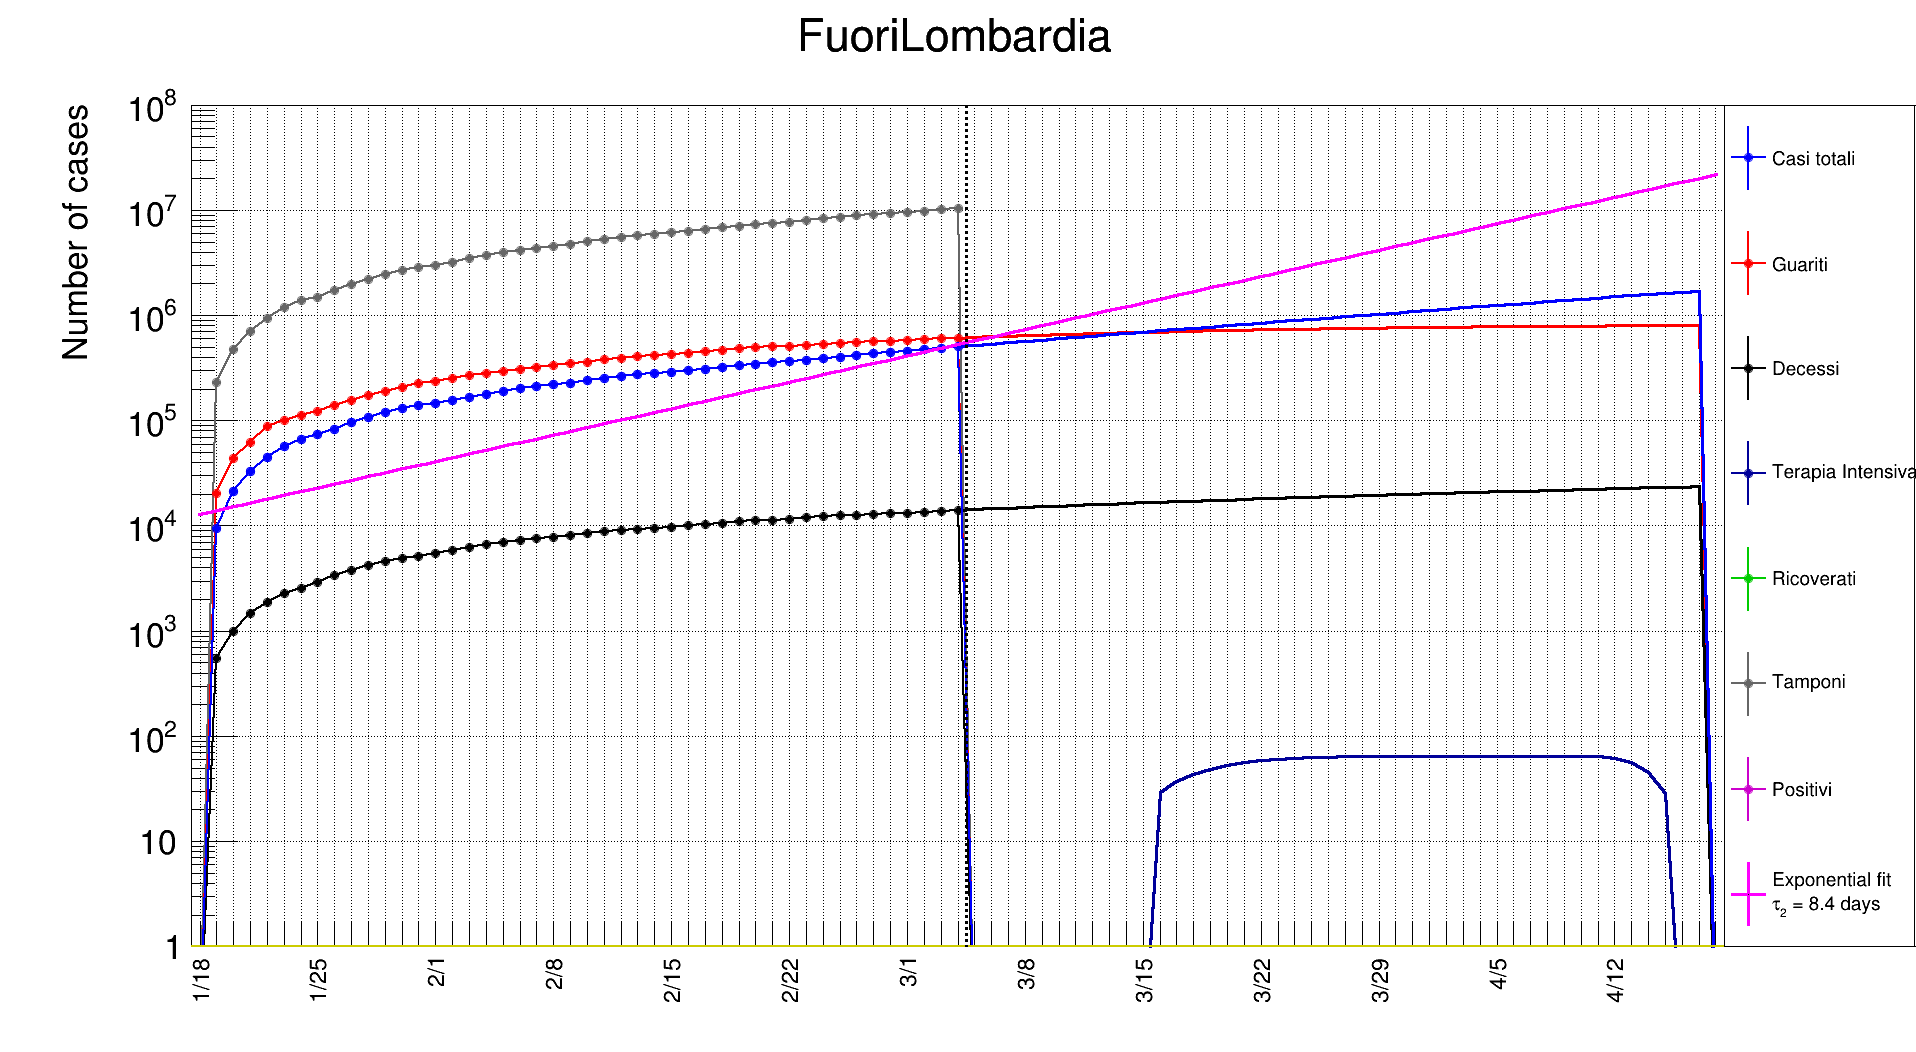 FuoriLombardia
Number of cases
10^8
10^7
10^6
10^5
10^4
10^3
10^2
10
1
1/18
1/25
2/1
2/8
2/15
2/22
3/1
3/8
3/15
3/22
3/29
4/5
4/12
Casi totali
Guariti
Decessi
Terapia Intensiva
Ricoverati
Tamponi
Positivi
Exponential fit
τ₂ = 8.4 days